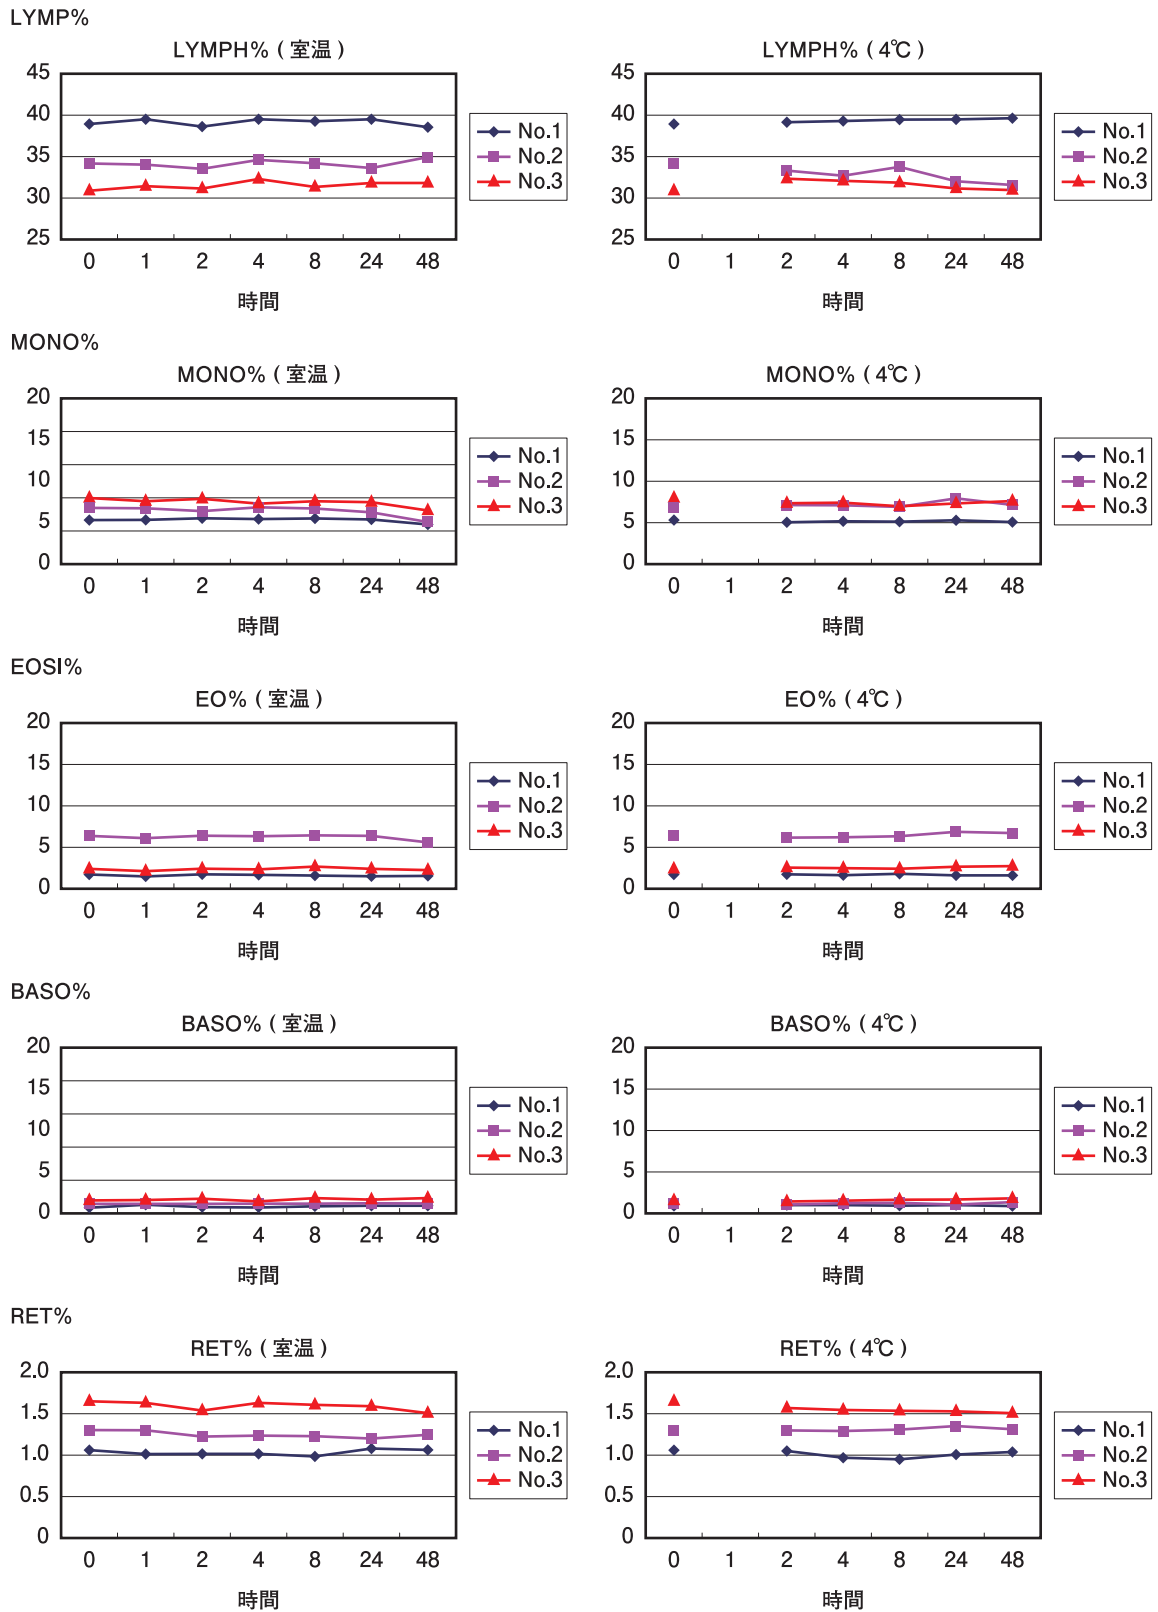 LYMP%
LYMPH% (室温)
45
40
35
30
25
0 1 2 4 8 24 48
時間
No.1
No.2
No.3
LYMPH% (4℃)
45
40
35
30
25
0 1 2 4 8 24 48
時間
No.1
No.2
No.3
MONO%
MONO% (室温)
20
15
10
5
0
0 1 2 4 8 24 48
時間
No.1
No.2
No.3
MONO% (4℃)
20
15
10
5
0
0 1 2 4 8 24 48
時間
No.1
No.2
No.3
EOSI%
EO% (室温)
20
15
10
5
0
0 1 2 4 8 24 48
時間
No.1
No.2
No.3
EO% (4℃)
20
15
10
5
0
0 1 2 4 8 24 48
時間
No.1
No.2
No.3
BASO%
BASO% (室温)
20
15
10
5
0
0 1 2 4 8 24 48
時間
No.1
No.2
No.3
BASO% (4℃)
20
15
10
5
0
0 1 2 4 8 24 48
時間
No.1
No.2
No.3
RET%
RET% (室温)
2.0
1.5
1.0
0.5
0
0 1 2 4 8 24 48
時間
No.1
No.2
No.3
RET% (4℃)
2.0
1.5
1.0
0.5
0
0 1 2 4 8 24 48
時間
No.1
No.2
No.3